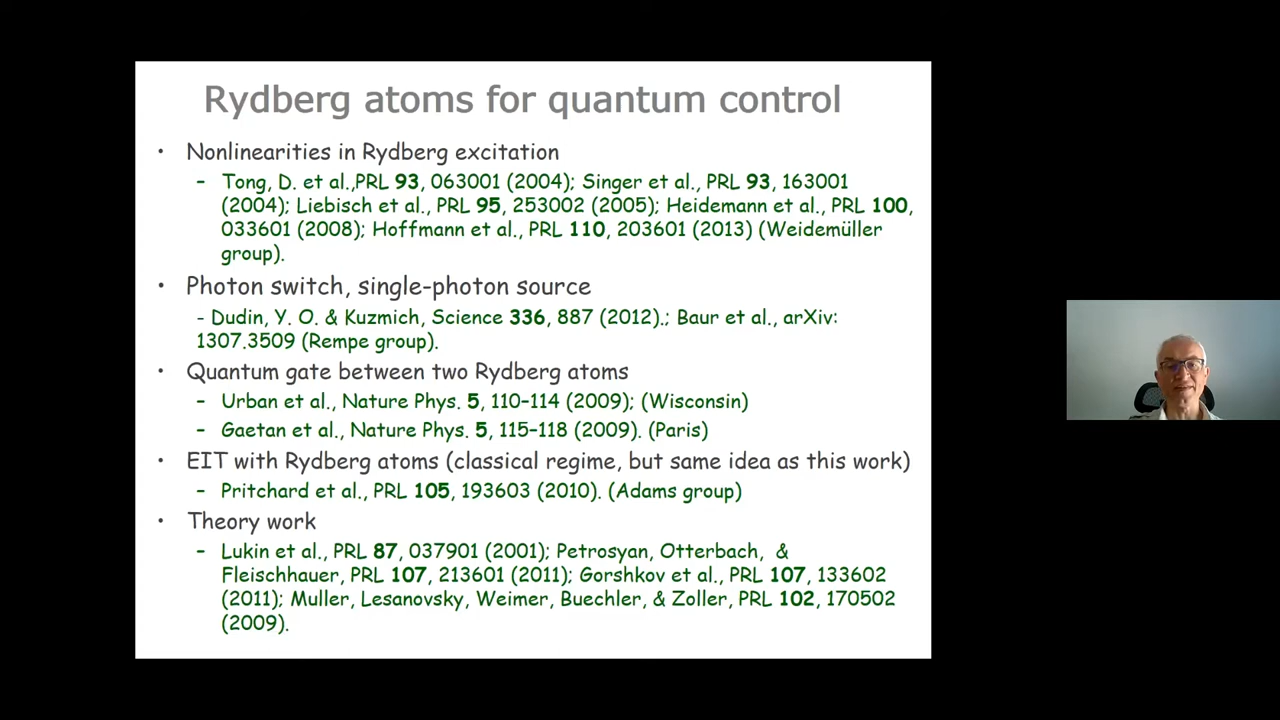 Rydberg atoms for quantum control
• Nonlinearities in Rydberg excitation
– Tong, D. et al.,PRL 93, 063001 (2004); Singer et al., PRL 93, 163001
(2004); Liebisch et al., PRL 95, 253002 (2005); Heidemann et al., PRL 100,
033601 (2008); Hoffmann et al., PRL 110, 203601 (2013) (Weidemüller
group).
• Photon switch, single-photon source
- Dudin, Y. O. & Kuzmich, Science 336, 887 (2012).; Baur et al., arXiv:
1307.3509 (Rempe group).
• Quantum gate between two Rydberg atoms
– Urban et al., Nature Phys. 5, 110–114 (2009); (Wisconsin)
– Gaetan et al., Nature Phys. 5, 115–118 (2009). (Paris)
• EIT with Rydberg atoms (classical regime, but same idea as this work)
– Pritchard et al., PRL 105, 193603 (2010). (Adams group)
• Theory work
– Lukin et al., PRL 87, 037901 (2001); Petrosyan, Otterbach, &
Fleischhauer, PRL 107, 213601 (2011); Gorshkov et al., PRL 107, 133602
(2011); Muller, Lesanovsky, Weimer, Buechler, & Zoller, PRL 102, 170502
(2009).